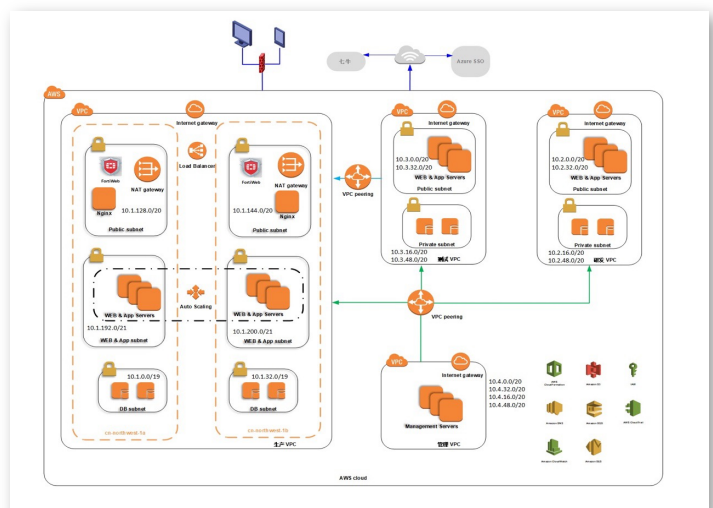 七牛
Azure SSO
AWS
VPC
Internet gateway
FortiWeb
NAT gateway
Nginx
10.1.128.0/20
Public subnet
Load Balancer
FortiWeb
NAT gateway
10.1.144.0/20
Nginx
Public subnet
WEB & App Servers
10.1.192.0/21
WEB & App subnet
Auto Scaling
WEB & App Servers
10.1.200.0/21
WEB & App subnet
10.1.0.0/19
DB subnet
10.1.32.0/19
DB subnet
cn-northwest-1a
cn-northwest-1b
生产 VPC
VPC peering
VPC
Internet gateway
10.3.0.0/20
10.3.32.0/20
WEB & App Servers
Public subnet
Private subnet
10.3.16.0/20
10.3.48.0/20
测试 VPC
VPC
Internet gateway
10.2.0.0/20
10.2.32.0/20
WEB & App Servers
Public subnet
Private subnet
10.2.16.0/20
10.2.48.0/20
研发 VPC
VPC peering
VPC
Internet gateway
10.4.0.0/20
10.4.32.0/20
10.4.16.0/20
10.4.48.0/20
Management Servers
管理 VPC
AWS cloud